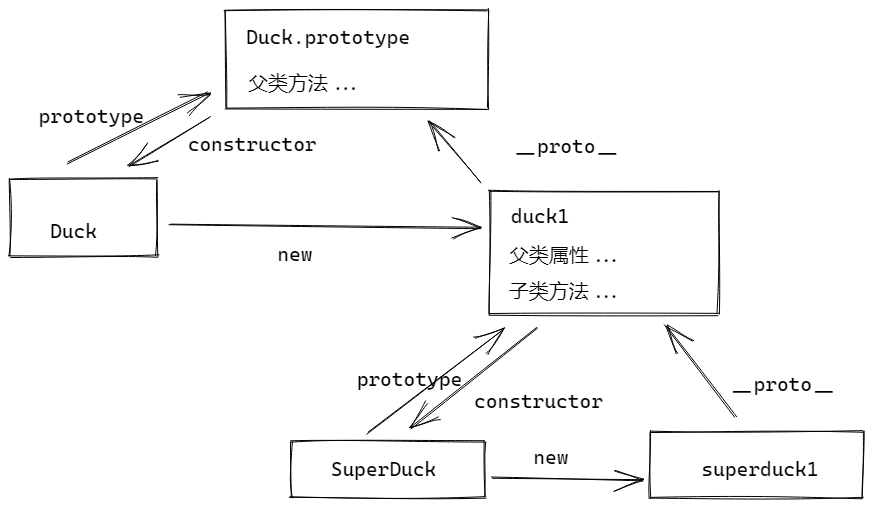 Duck.prototype
父类方法 ...
prototype
constructor
__proto__
Duck
duck1
new
父类属性 ...
子类方法 ...
prototype
__proto__
constructor
new
SuperDuck
superduck1